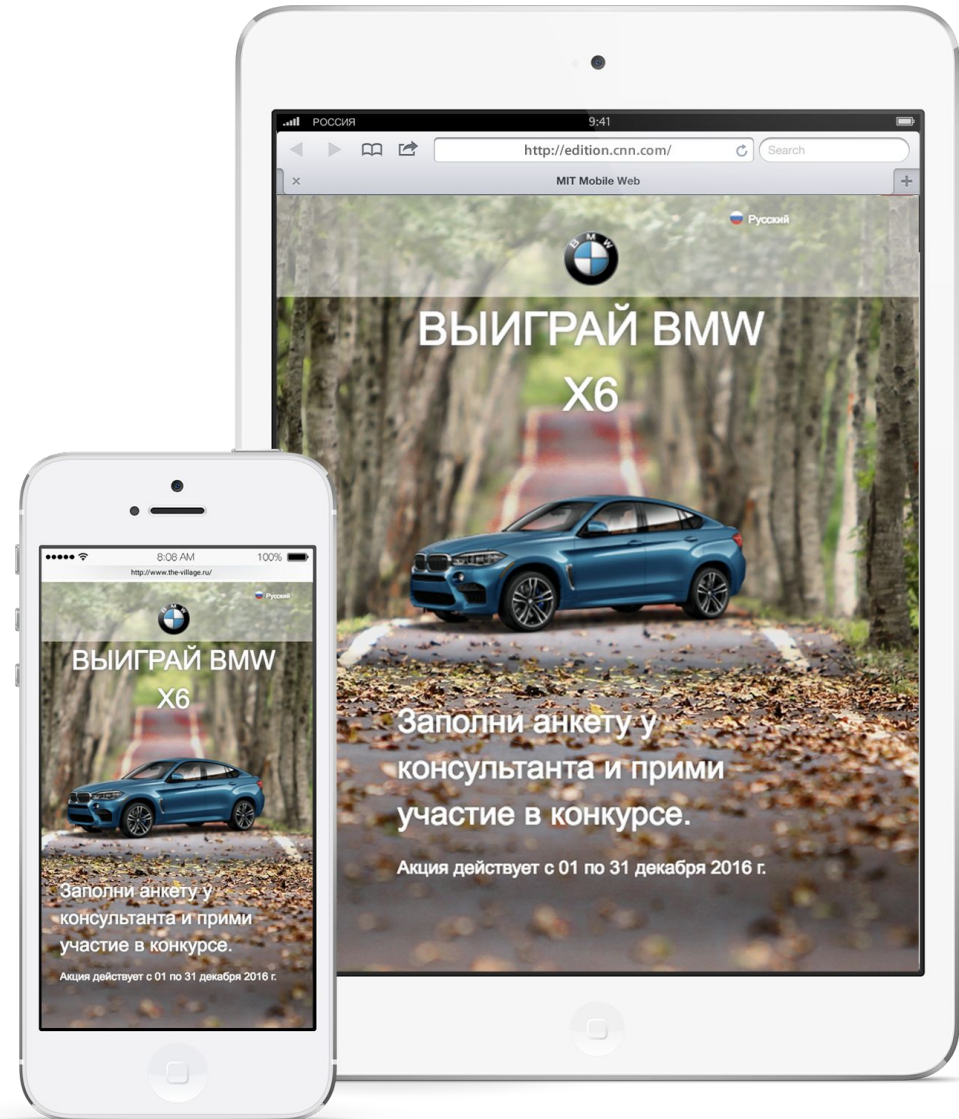 РОССИЯ
9:41
http://edition.cnn.com/
Search
MIT Mobile Web
Русский
BMW
ВЫИГРАЙ BMW
X6
Заполни анкету у
консультанта и прими
участие в конкурсе.
Акция действует с 01 по 31 декабря 2016 г.
8:08 AM
100%
http://www.the-village.ru/
Русский
BMW
ВЫИГРАЙ BMW
X6
Заполни анкету у
консультанта и прими
участие в конкурсе.
Акция действует с 01 по 31 декабря 2016 г.